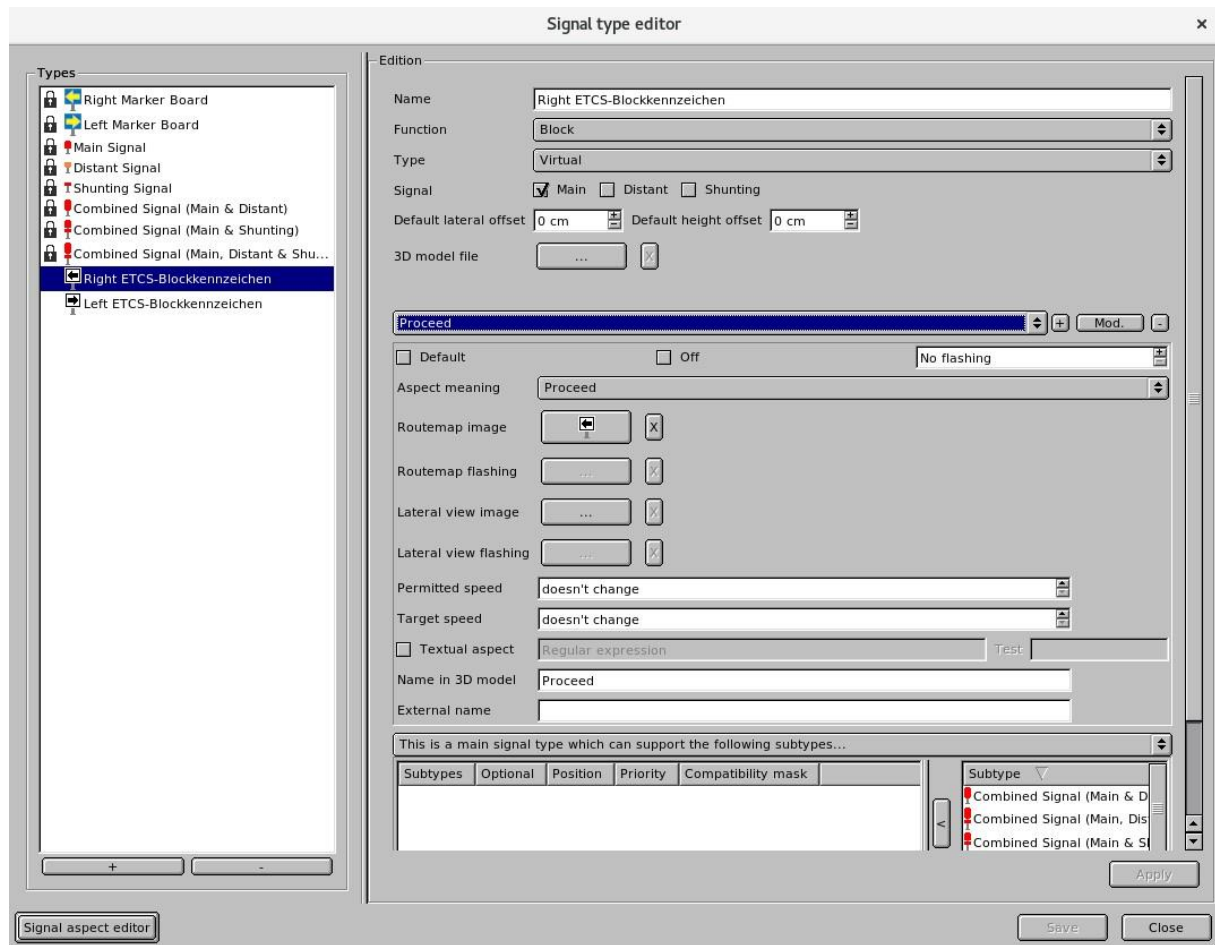 Signal type editor
x
Types
Right Marker Board
Left Marker Board
Main Signal
Distant Signal
Shunting Signal
Combined Signal (Main & Distant)
Combined Signal (Main & Shunting)
Combined Signal (Main, Distant & Shu...
Right ETCS-Blockkennzeichen
Left ETCS-Blockkennzeichen
+ -
Signal aspect editor
Edition
Name Right ETCS-Blockkennzeichen
Function Block
Type Virtual
Signal Main Distant Shunting
Default lateral offset 0 cm Default height offset 0 cm
3D model file ... X
Proceed + Mod. -
Default Off No flashing
Aspect meaning Proceed
Routemap image X
Routemap flashing ... X
Lateral view image ... X
Lateral view flashing ... X
Permitted speed doesn't change
Target speed doesn't change
Textual aspect Regular expression Test
Name in 3D model Proceed
External name
This is a main signal type which can support the following subtypes...
Subtypes Optional Position Priority Compatibility mask
<
Subtype
Combined Signal (Main & D
Combined Signal (Main, Dis
Combined Signal (Main & S
Apply
Save Close